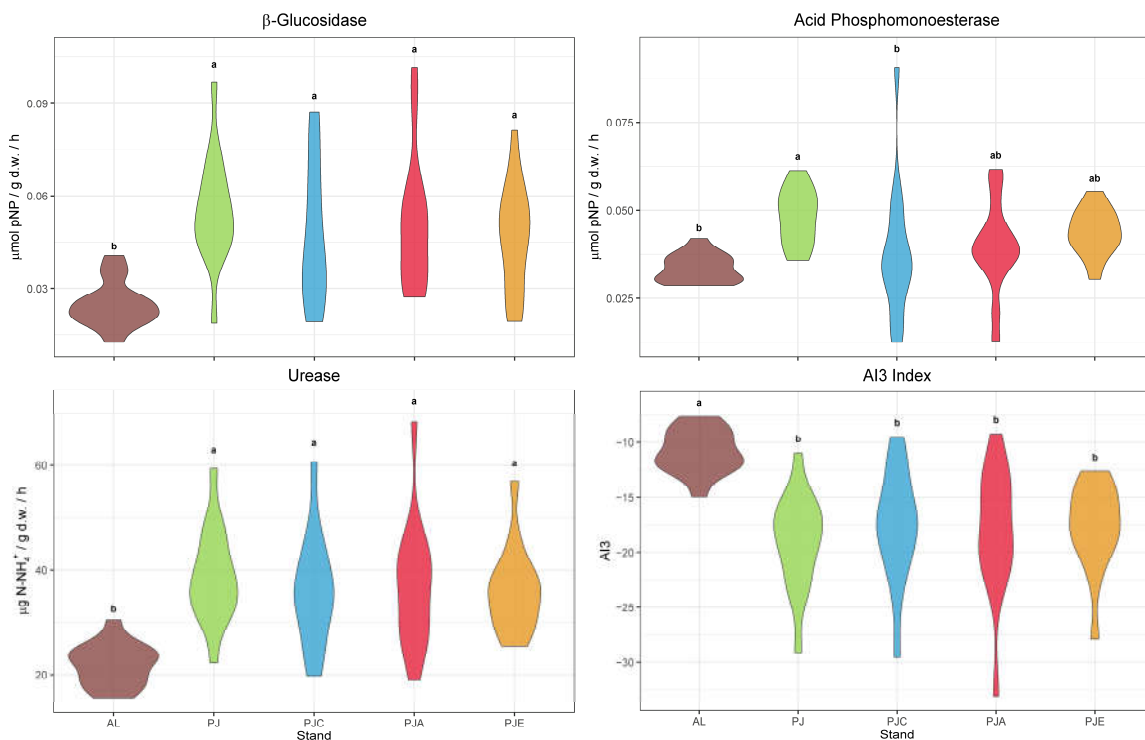 β-Glucosidase
μmol pNP / g d.w. / h
0.09
0.06
0.03
b
a
a
a
a
Acid Phosphomonoesterase
μmol pNP / g d.w. / h
0.075
0.050
0.025
b
a
b
ab
ab
Urease
μg N-NH₄⁺ / g d.w. / h
60
40
20
b
a
a
a
a
AL
PJ
PJC
PJA
PJE
Stand
AI3 Index
AI3
−10
−15
−20
−25
−30
a
b
b
b
b
AL
PJ
PJC
PJA
PJE
Stand